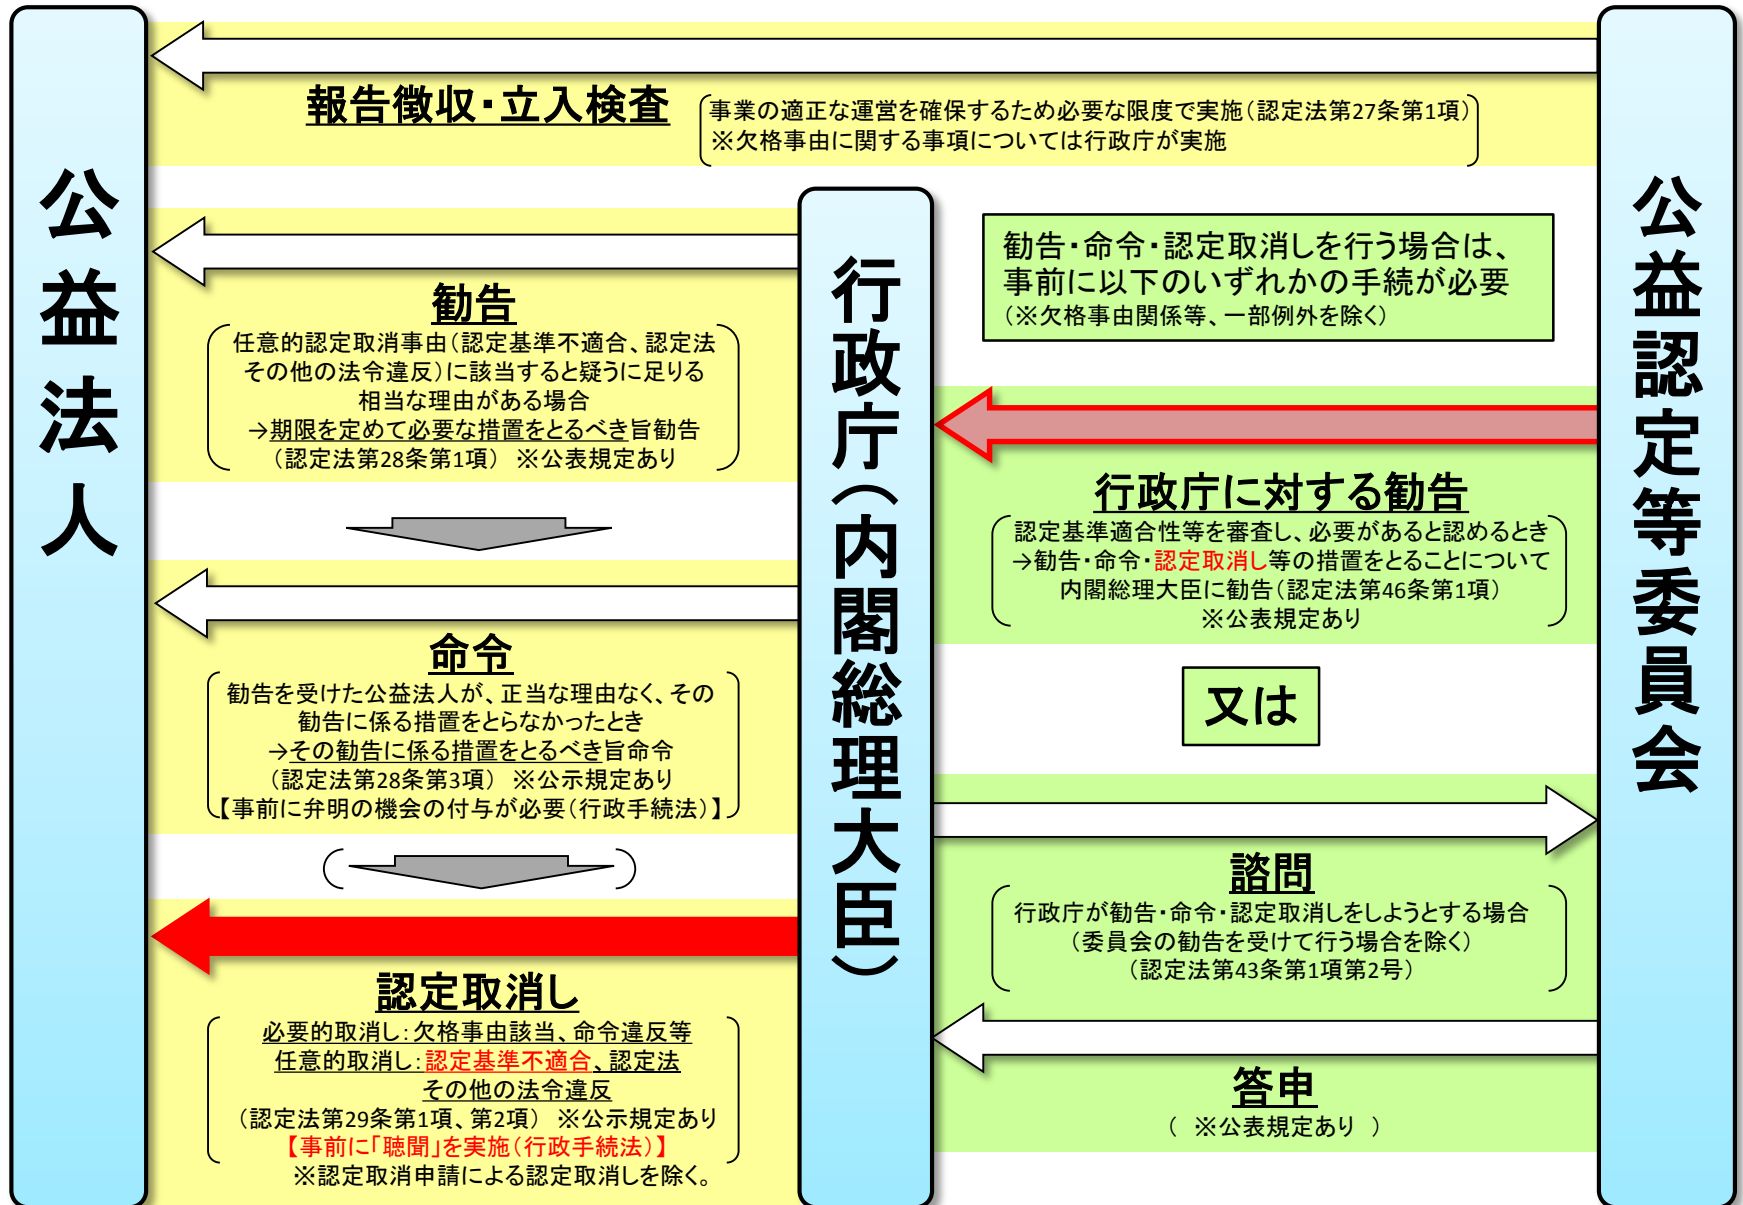 公益法人
報告徴収・立入検査
事業の適正な運営を確保するため必要な限度で実施(認定法第27条第1項)
※欠格事由に関する事項については行政庁が実施
勧告
任意的認定取消事由(認定基準不適合、認定法
その他の法令違反)に該当すると疑うに足りる
相当な理由がある場合
→期限を定めて必要な措置をとるべき旨勧告
(認定法第28条第1項) ※公表規定あり
命令
勧告を受けた公益法人が、正当な理由なく、その
勧告に係る措置をとらなかったとき
→その勧告に係る措置をとるべき旨命令
(認定法第28条第3項) ※公示規定あり
【事前に弁明の機会の付与が必要(行政手続法)】
認定取消し
必要的取消し:欠格事由該当、命令違反等
任意的取消し:認定基準不適合、認定法
その他の法令違反
(認定法第29条第1項、第2項) ※公示規定あり
【事前に「聴聞」を実施(行政手続法)】
※認定取消申請による認定取消しを除く。
行政庁(内閣総理大臣)
勧告・命令・認定取消しを行う場合は、
事前に以下のいずれかの手続が必要
(※欠格事由関係等、一部例外を除く)
行政庁に対する勧告
認定基準適合性等を審査し、必要があると認めるとき
→勧告・命令・認定取消し等の措置をとることについて
内閣総理大臣に勧告(認定法第46条第1項)
※公表規定あり
又は
諮問
行政庁が勧告・命令・認定取消しをしようとする場合
(委員会の勧告を受けて行う場合を除く)
(認定法第43条第1項第2号)
答申
( ※公表規定あり )
公益認定等委員会